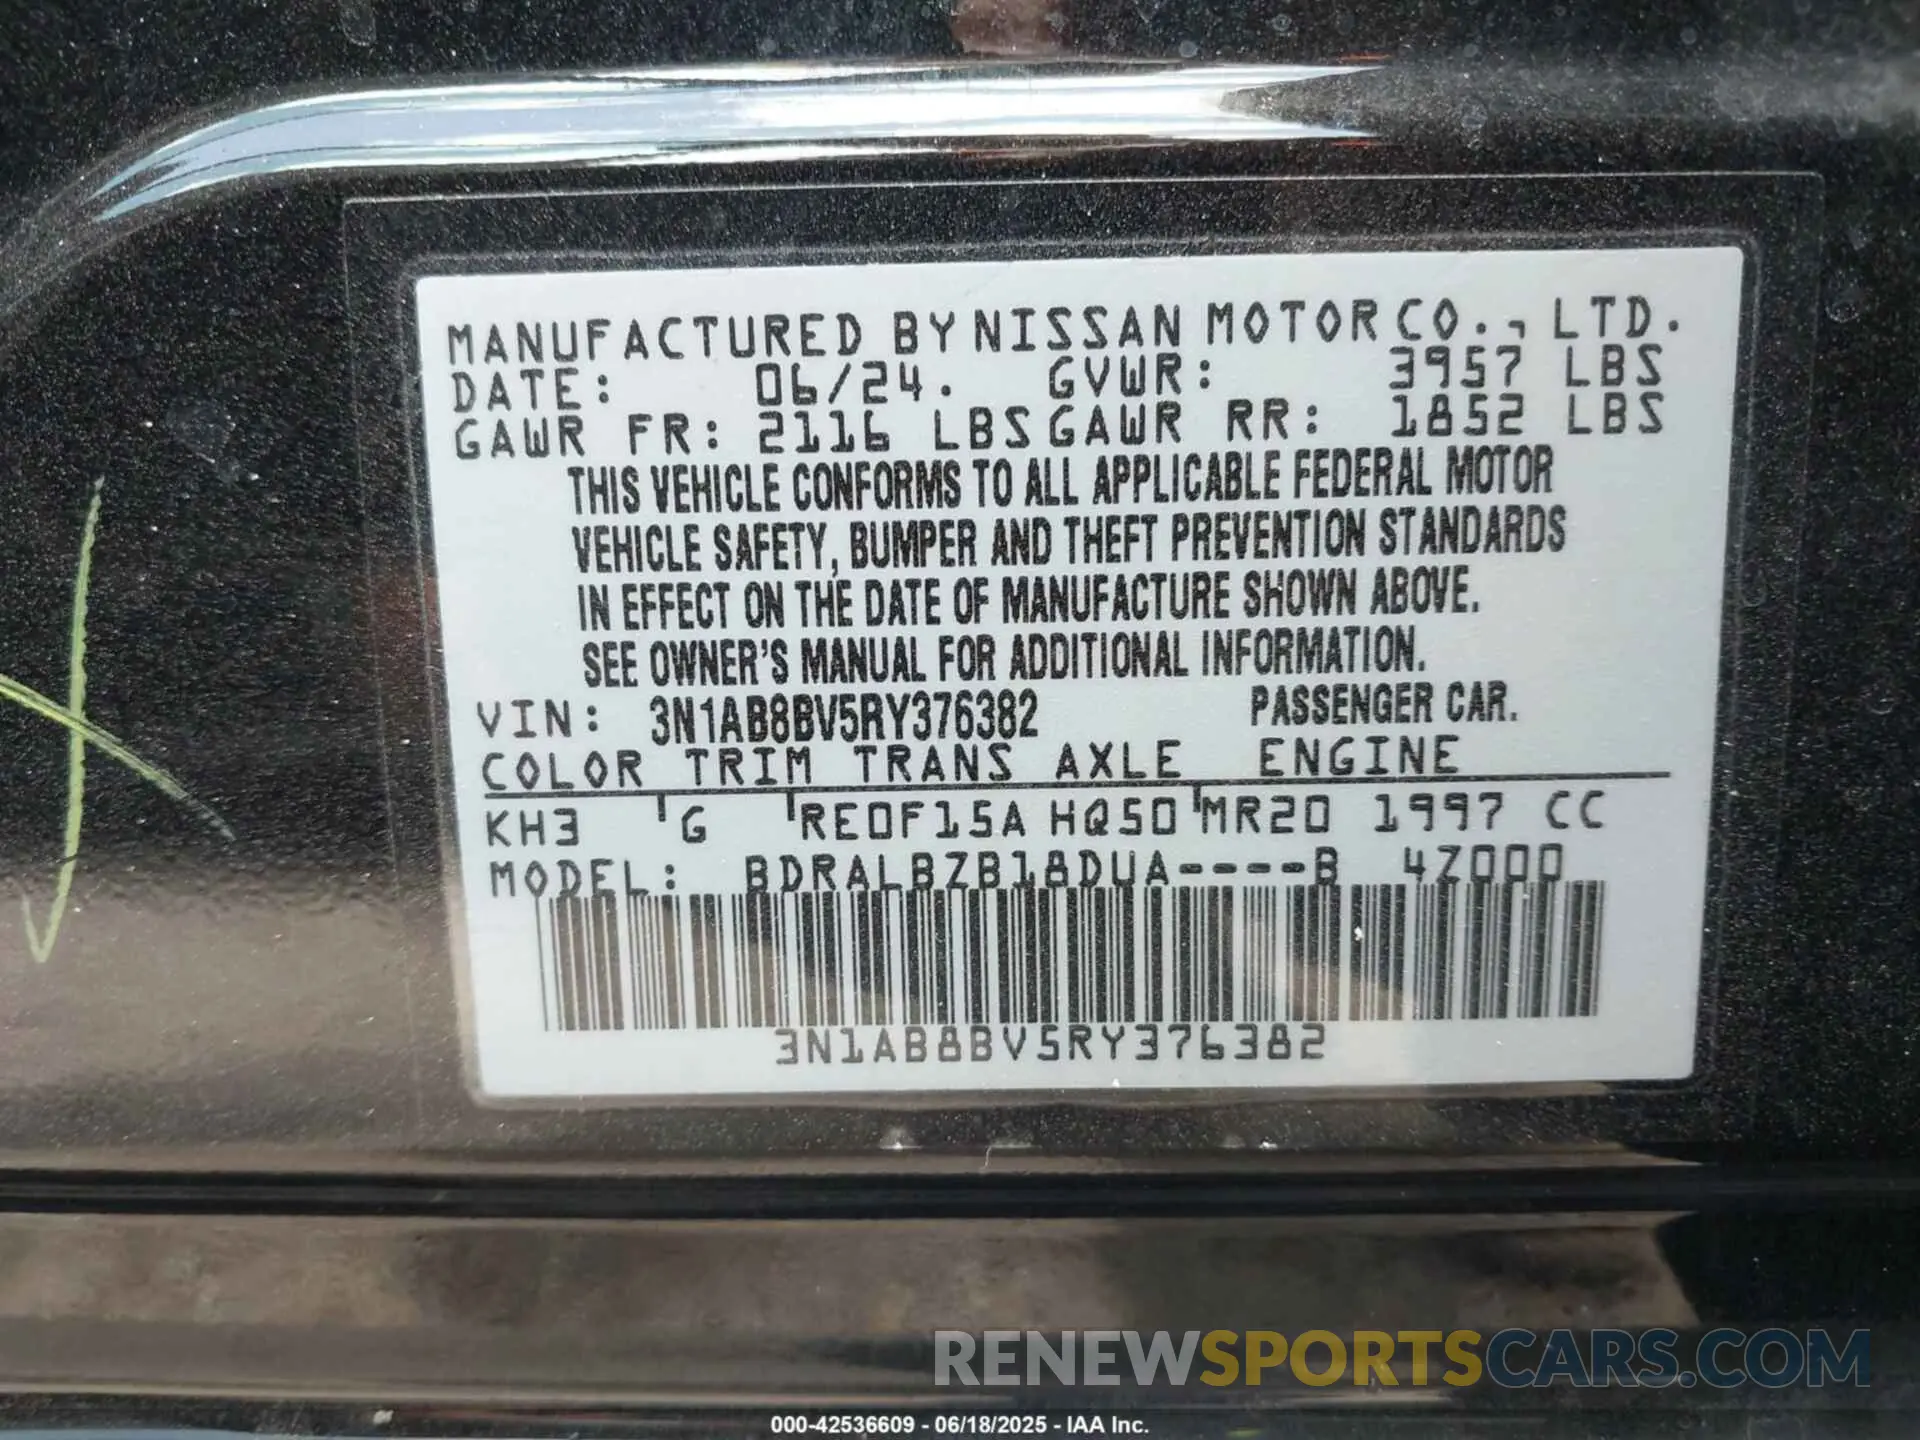 MANUFACTURED BY NISSAN MOTOR CO., LTD.
DATE: 06/24. GVWR: 3957 LBS
GAWR FR: 2116 LBS GAWR RR: 1852 LBS
THIS VEHICLE CONFORMS TO ALL APPLICABLE FEDERAL MOTOR
VEHICLE SAFETY, BUMPER AND THEFT PREVENTION STANDARDS
IN EFFECT ON THE DATE OF MANUFACTURE SHOWN ABOVE.
SEE OWNER'S MANUAL FOR ADDITIONAL INFORMATION.
VIN: 3N1AB8BV5RY376382 PASSENGER CAR.
COLOR TRIM TRANS AXLE ENGINE
KH3 G RE0F15A HQ50 MR20 1997 CC
MODEL: BDRALBZB18DUA----B 4Z000
3N1AB8BV5RY376382
RENEWSPORTSCARS.COM
000-42536609 - 06/18/2025 - IAA Inc.